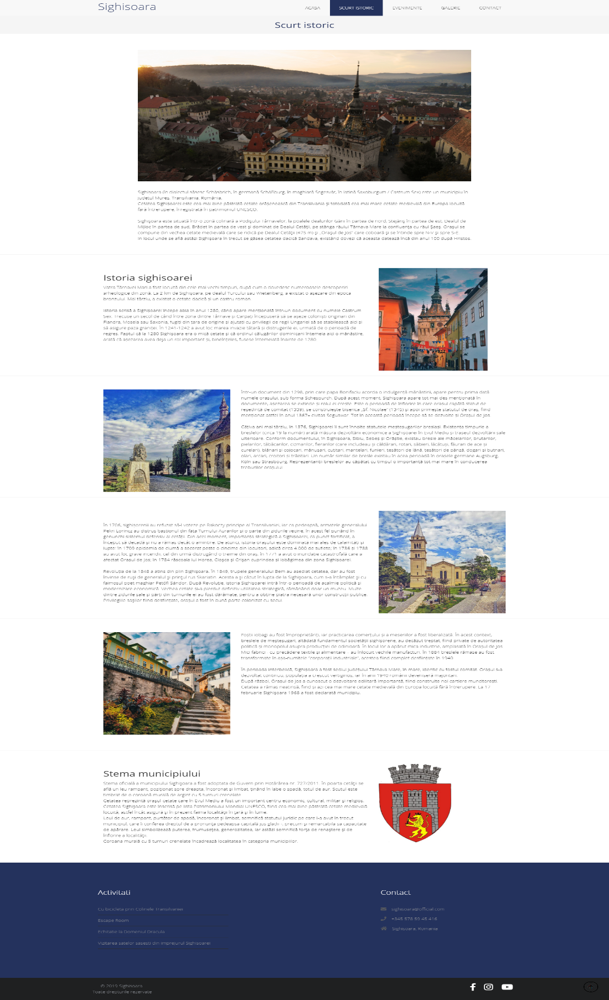 Sighisoara
ACASA SCURT ISTORIC EVENIMENTE GALERIE CONTACT
Scurt istoric
Sighișoara (în dialectul săsesc Schäsbrich, în germană Schäßburg, în maghiară Segesvár, în latină Saxoburgum / Castrum Sex) este un municipiu în
județul Mureș, Transilvania, România.
Cetatea Sighisoarei este cea mai bine păstrată cetate orășenească din Transilvania și totodată cea mai mare cetate medievală din Europa locuită
fără întrerupere, înregistrată în patrimoniul UNESCO.
Sighișoara este situată într-o zonă colinară a Podișului Târnavelor, la poalele dealurilor Gării în partea de nord, Stejăriș în partea de est, Dealul de
Mijloc în partea de sud, Brădet în partea de vest și dominat de Dealul Cetății, pe stânga râului Târnava Mare la confluența cu râul Șaeș. Orașul se
compune din vechea cetate medievală care se ridică pe Dealul Cetății (475 m) și „Orașul de Jos” care coboară și se întinde spre N-V și spre S-E.
In locul unde se află astăzi Sighișoara în trecut se găsea cetatea dacică Sandava, existând dovezi că aceasta datează încă din anul 100 după Hristos.
Istoria sighisoarei
Vatra Târnavei Mari a fost locuită din cele mai vechi timpuri, după cum o dovedesc numeroasele descoperiri
arheologice din zonă. La 2 km de Sighișoara, pe dealul Turcului sau Wietenberg, a existat o așezare din epoca
bronzului. Mai târziu, a existat o cetate dacică și un castru roman.
Istoria scrisă a Sighisoarei începe abia în anul 1280, când apare menționată într-un document cu numele Castrum
Sex. Trecuse un secol de când între zona dintre Târnave și Carpați începuseră să se așeze coloniști originari din
Flandra, Mosela sau Saxonia, fugiți din țara de origine și ajutați cu privilegii de regii Ungariei să se stabilească aici și
să asigure paza graniței. În 1241-1242 a avut loc marea invazie tătară și distrugerile ei, urmată de o perioadă de
regres. Faptul că la 1280 Sighișoara era o mică cetate și că ordinul călugărilor dominicani întemeia aici o mănăstire,
arată că așezarea avea deja un rol important și, bineînțeles, fusese întemeiată înainte de 1280.
Într-un document din 1298, prin care papa Bonifaciu acorda o indulgență mănăstirii, apare pentru prima dată
numele orașului, sub forma Schespurch. După acest moment, Sighișoara apare tot mai des menționată în
documente, așezarea se extinde și rolul ei crește. Este o perioadă de înflorire în care orașul capătă statut de
reședință de comitat (1339), se construiește biserica „Sf. Nicolae” (1345) și apoi primește statutul de oraș, fiind
menționat astfel în anul 1367– civitas Seguswar. Tot în această perioadă începe să se dezvolte și Orașul de Jos.
Câțiva ani mai târziu, în 1376, Sighișoarei îi sunt înnoite statutele meșteșugarilor breslași. Existența timpurie a
breslelor (circa 19 la număr) arată măsura dezvoltării economice a Sighișoarei în Evul Mediu și traseul dezvoltării sale
ulterioare. Conform documentului, în Sighișoara, Sibiu, Sebeș și Orăștie, existau bresle ale măcelarilor, brutarilor,
pielarilor, tăbăcarilor, cizmarilor, fierarilor (care includeau și căldărari, rotari, săbieri, lăcătuși, făurari de ace și
curelari), blănari și cojocari, mănușari, cuțitari, mantelari, funieri, țesători de lână, țesători de pânză, dogari și butnari,
olari, arcari, croitori și trăistari. Un număr similar de bresle existau în acea perioadă în orașele germane Augsburg,
Köln sau Strasbourg. Reprezentanții breslelor au căpătat cu timpul o importanță tot mai mare în conducerea
treburilor orașului.
În 1706, sighișorenii au refuzat să-l voteze pe Rakoczy principe al Transilvaniei, iar ca pedeapsă, armatele generalului
Pekri Lorincz au distrus bastionul din fața Turnului Aurarilor și o parte din zidurile vecine, în acest fel punând în
genunchi sistemul defensiv al cetății. Din acel moment, importanța strategică a Sighișoarei, ca punct fortificat, a
început să decadă și nu a rămas decât o amintire. De atunci, istoria orașului este dominată mai ales de calamități și
lupte: în 1709 epidemia de ciumă a secerat peste o cincime din locuitari, adică circa 4.000 de suflete; în 1736 și 1788
au avut loc grave incendii, cel din urmă distrugând o treime din oraș, în 1771 a avut o inundație catastrofală care a
afectat Orașul de Jos; în 1784 răscoala lui Horea, Cloșca și Crișan cuprindea și iobăgimea din zona Sighișoarei.
Revoluția de la 1848 a atins din plin Sighișoara. În 1849, trupele generalului Bem au asediat cetatea, dar au fost
învinse de ruși de generalul și prințul rus Skariatin. Acesta a și căzut în lupta de la Sighișoara, cum s-a întâmplat și cu
faimosul poet maghiar Petőfi Sándor. După Revoluție, istoria Sighișoarei intră într-o perioadă de acalmie politică și
modernizare economică. Vechea cetate și-a pierdut definitiv utilitatea strategică, rămânând doar un muzeu. Multe
dintre zidurile sale și părți din turnurile ei au fost dărâmate, pentru a obține piatra necesară unor construcții publice.
Privilegiile sașilor fiind desființate, orașul a fost în bună parte colonizat cu secui.
Foștii iobagi au fost împroprietăriți, iar practicarea comerțului și a meseriilor a fost liberalizată. În acest context,
breslele de meșteșugari, altădată fundamentul societății sighișorene, au decăzut treptat, fiind private de autoritatea
politică și monopolul asupra producției de odinioară. În locul lor a apărut mica industrie, amplasată în Orașul de Jos.
Mici fabrici - cu precădere textile și alimentare – au înlocuit vechile manufacturi. În 1884 breslele rămase au fost
transformate în așa-numitele "corporații industriale", acestea fiind complet desființate în 1940.
În perioada interbelică, Sighișoara a fost sediul județului Târnava Mare, în mare, identic cu fostul comitat. Orașul s-a
dezvoltat continuu, populația a crescut vertiginos, iar în anii 1940 românii deveniseră majoritari.
După război, Orașul de Jos a cunoscut o dezvoltare edilitară importantă, fiind construite noi cartiere muncitorești.
Cetatea a rămas neatinsă, fiind și azi cea mai mare cetate medievală din Europa locuită fără întrerupere. La 17
februarie Sighișoara 1968 a fost declarată municipiu.
Stema municipiului
Stema oficială a municipiului Sighișoara a fost adoptata de Guvern prin Hotărârea nr. 727/2011. În poarta cetății se
află un leu rampant, poziționat spre dreapta, încoronat și limbat, ținând în labe o spadă, totul de aur. Scutul este
timbrat de o coroană murală de argint cu 5 turnuri crenelate.
Cetatea reprezintă orașul cetate care în Evul Mediu a fost un important centru economic, cultural, militar și religios.
Cetatea Sighișoara este înscrisă pe lista Patrimoniului Mondial UNESCO, fiind cea mai bine păstrată cetate medievală
locuită, astfel încât asigură și în prezent faima localității în țară și în lume.
Leul de aur, rampant, purtător de spadă, încoronat și limbat, semnifică statutul juridic pe care l-a avut în trecut
municipiul, care îi conferea dreptul de a pronunța pedeapsa capitală jus gladii -, precum și remarcabila sa capacitate
de apărare. Leul simbolizează puterea, frumusețea, generozitatea, iar astăzi semnifică forța de renaștere și de
înflorire a localității.
Coroana murală cu 5 turnuri crenelate încadrează localitatea în categoria municipiilor.
Activitati
Cu bicicleta prin Colinele Transilvaniei
Escape Room
Echitatie la Domeniul Dracula
Vizitarea satelor sasesti din imprejurul Sighisoarei
Contact
sighisoara@official.com
+345 578 59 45 416
Sighisoara, Romania
© 2019 Sighisoara
Toate drepturile rezervate